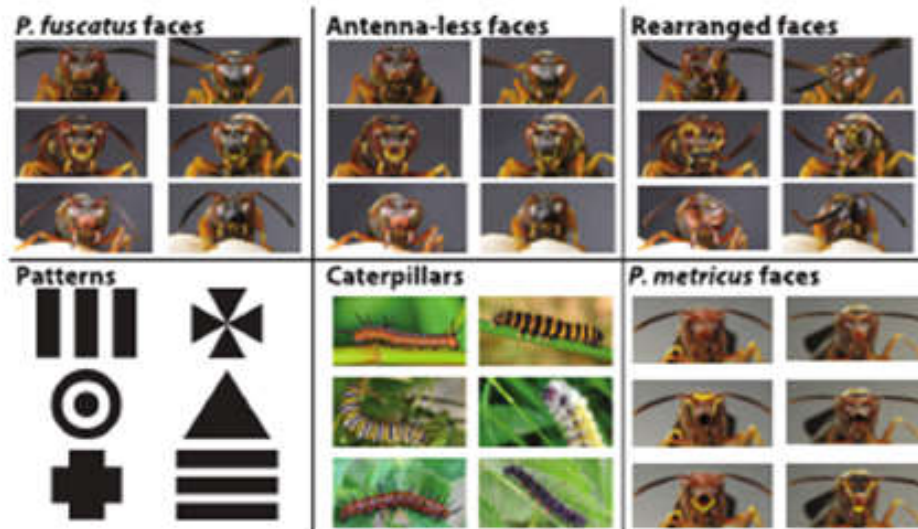 P. fuscatus faces
Antenna-less faces
Rearranged faces
Patterns
Caterpillars
P. metricus faces